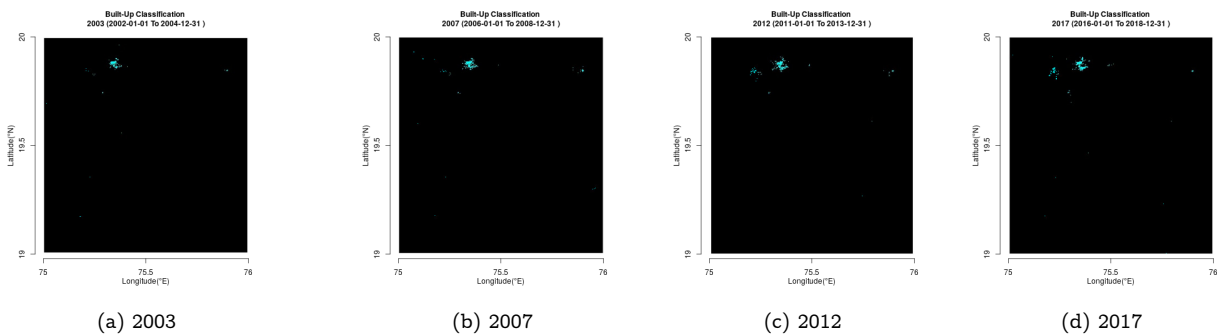 Built-Up Classification
2003 (2002-01-01 To 2004-12-31 )
20
19.5
19
Latitude(°N)
75
75.5
76
Longitude(°E)
(a) 2003
Built-Up Classification
2007 (2006-01-01 To 2008-12-31 )
20
19.5
19
Latitude(°N)
75
75.5
76
Longitude(°E)
(b) 2007
Built-Up Classification
2012 (2011-01-01 To 2013-12-31 )
20
19.5
19
Latitude(°N)
75
75.5
76
Longitude(°E)
(c) 2012
Built-Up Classification
2017 (2016-01-01 To 2018-12-31 )
20
19.5
19
Latitude(°N)
75
75.5
76
Longitude(°E)
(d) 2017